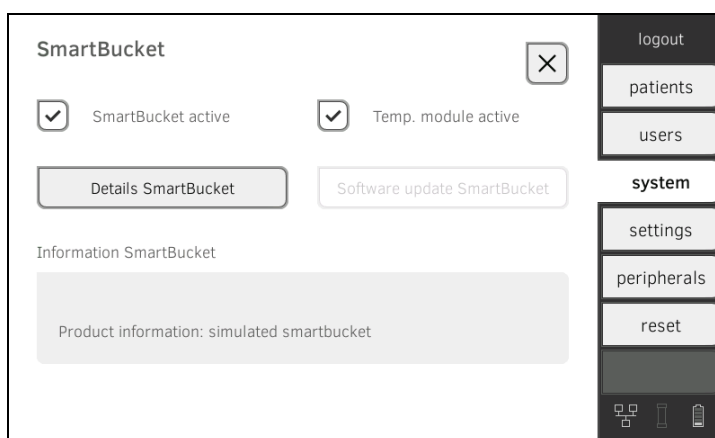 SmartBucket
SmartBucket active
Temp. module active
Details SmartBucket
Software update SmartBucket
Information SmartBucket
Product information: simulated smartbucket
logout
patients
users
system
settings
peripherals
reset